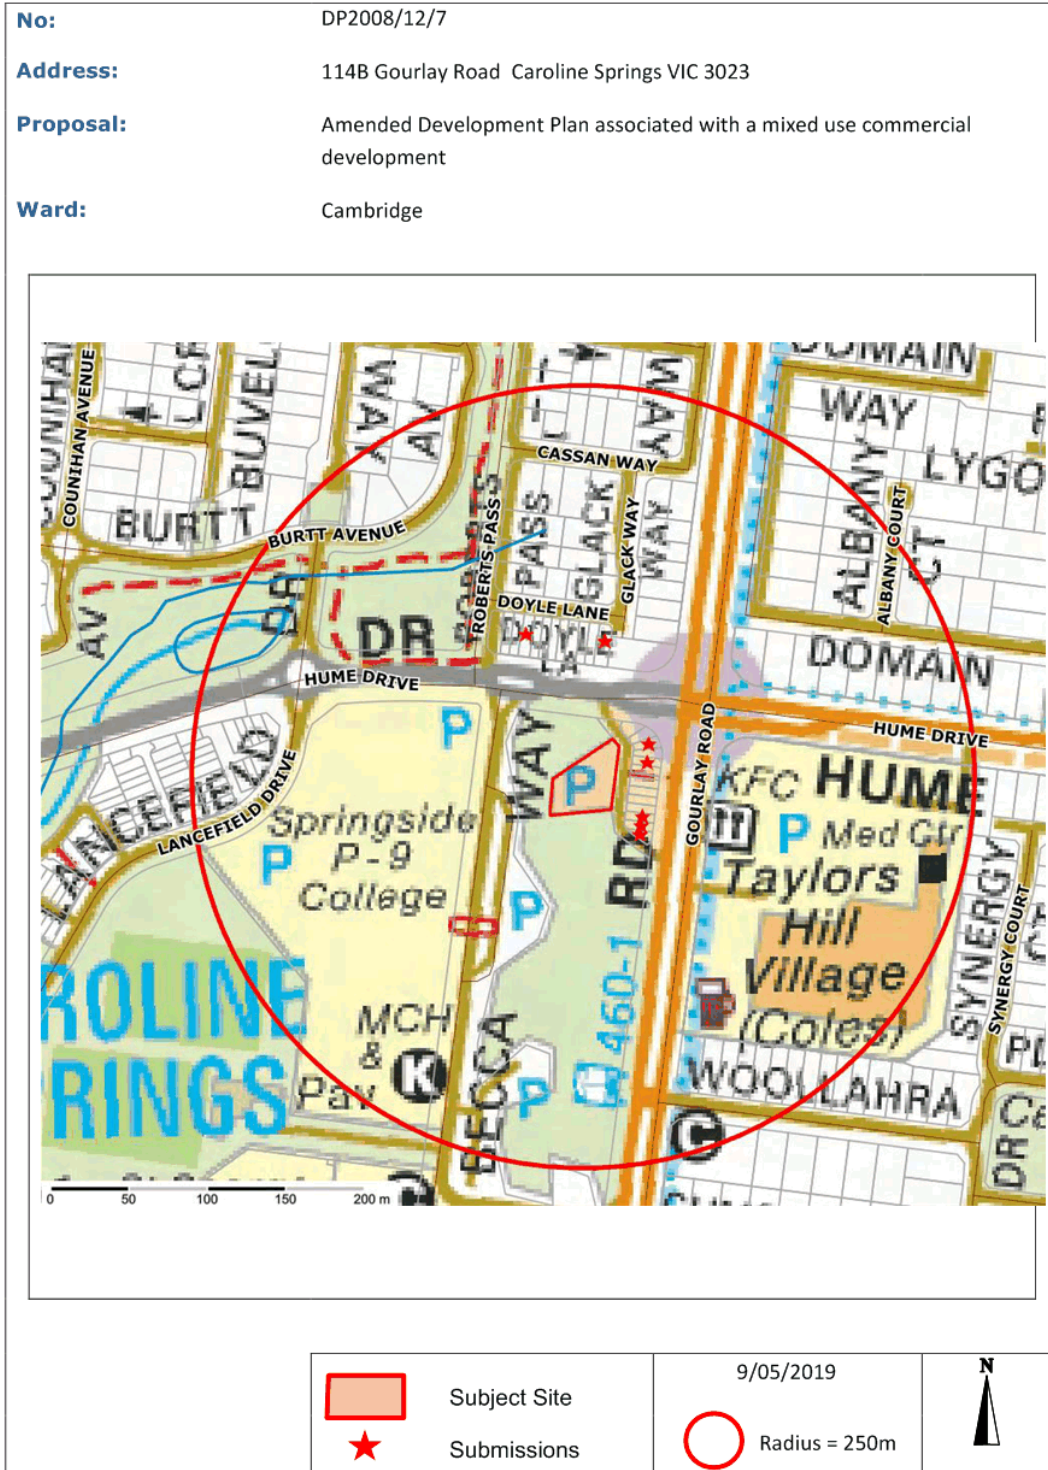 No: DP2008/12/7
Address: 114B Gourlay Road Caroline Springs VIC 3023
Proposal: Amended Development Plan associated with a mixed use commercial
development
Ward: Cambridge
COUNIHAN AVENUE
BUVEL
WAY
AV
WAY
DOMAIN
WAY
LYGO
ALBANY
CT
ALBANY COURT
CASSAN WAY
BURTT
BURTT AVENUE
ROBERTS PASS
PASS
GLACK
GLACK WAY
WAY
AV
DR
DR
DOYLE LANE
DOYLE
LA
DOMAIN
HUME DRIVE
HUME DRIVE
P
WAY
P
GOURLAY ROAD
KFC
HUME
LANCEFIELD DRIVE
Springside
P-9
College
P
P
P
Med Ctr
Taylors
Hill
Village
(Coles)
RD
SYNERGY
SYNERGY COURT
460-1
ROLINE
RINGS
MCH
&
Pav
K
BECCA
P
WOOLLAHRA
C
DR
0 50 100 150 200 m
Subject Site
Submissions
9/05/2019
Radius = 250m
N